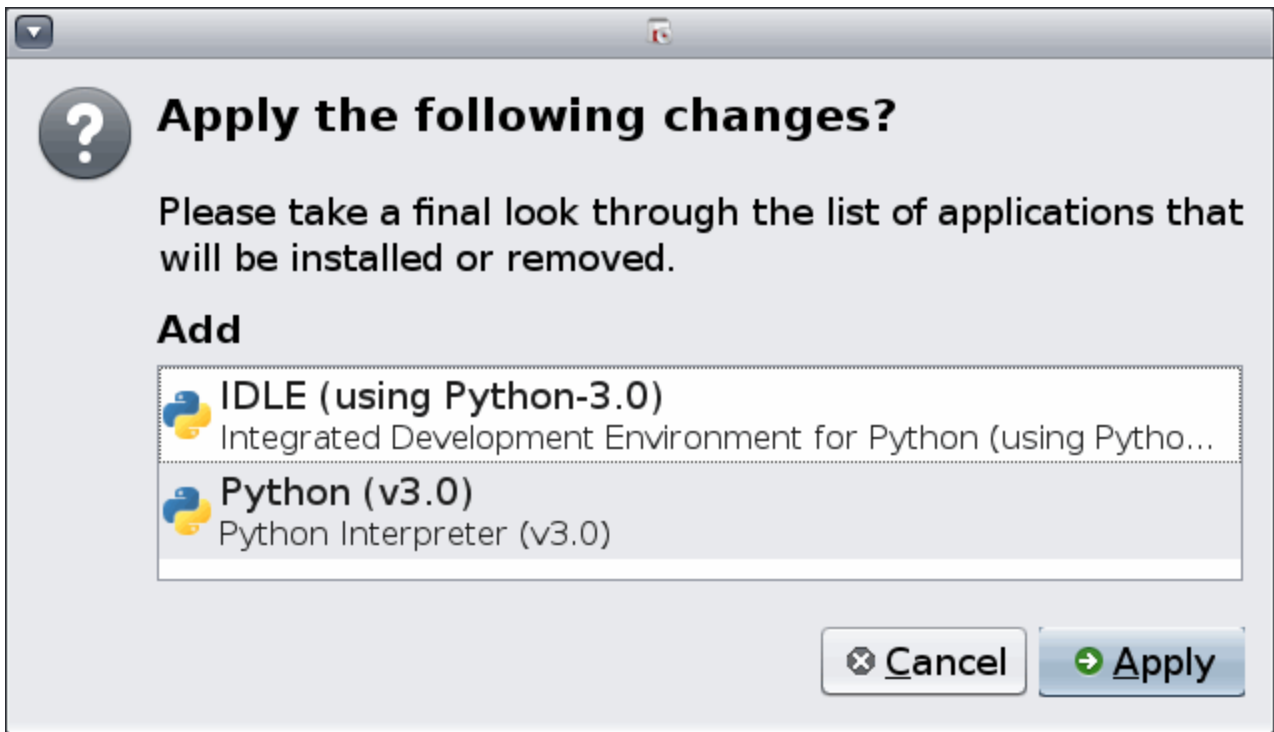 Apply the following changes?
Please take a final look through the list of applications that
will be installed or removed.
Add
IDLE (using Python-3.0)
Integrated Development Environment for Python (using Pytho...
Python (v3.0)
Python Interpreter (v3.0)
Cancel
Apply